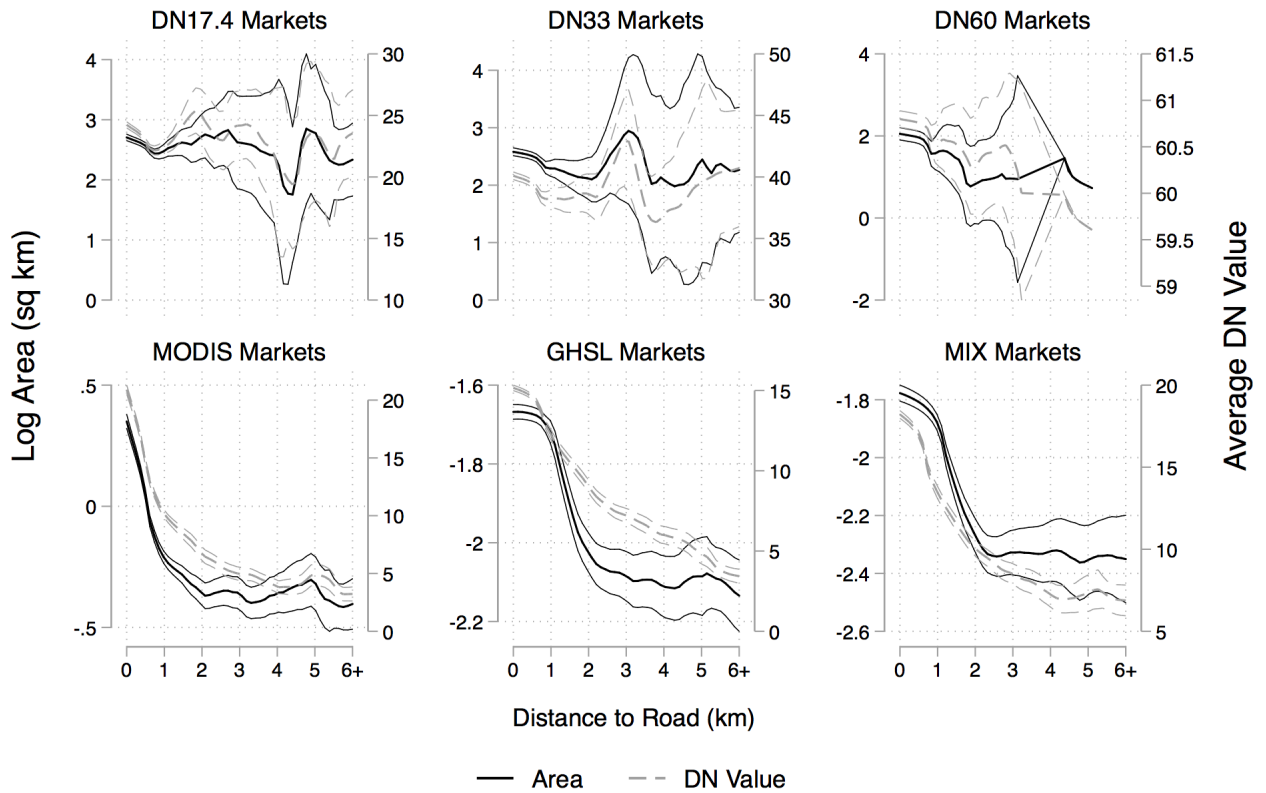 DN17.4 Markets DN33 Markets DN60 Markets
4 30 4 50 4 61.5
3 25 3 45 2 61
2 20 2 40 0 60.5
1 15 1 35 -2 60
0 10 0 30 59.5
59
Log Area (sq km)
Average DN Value
MODIS Markets GHSL Markets MIX Markets
.5 20 -1.6 15 -1.8 20
0 15 -1.8 10 -2 15
-.5 10 -2 5 -2.2 10
5 -2.2 0 -2.4 5
0 -2.6
0 1 2 3 4 5 6+ 0 1 2 3 4 5 6+ 0 1 2 3 4 5 6+
Distance to Road (km)
Area DN Value